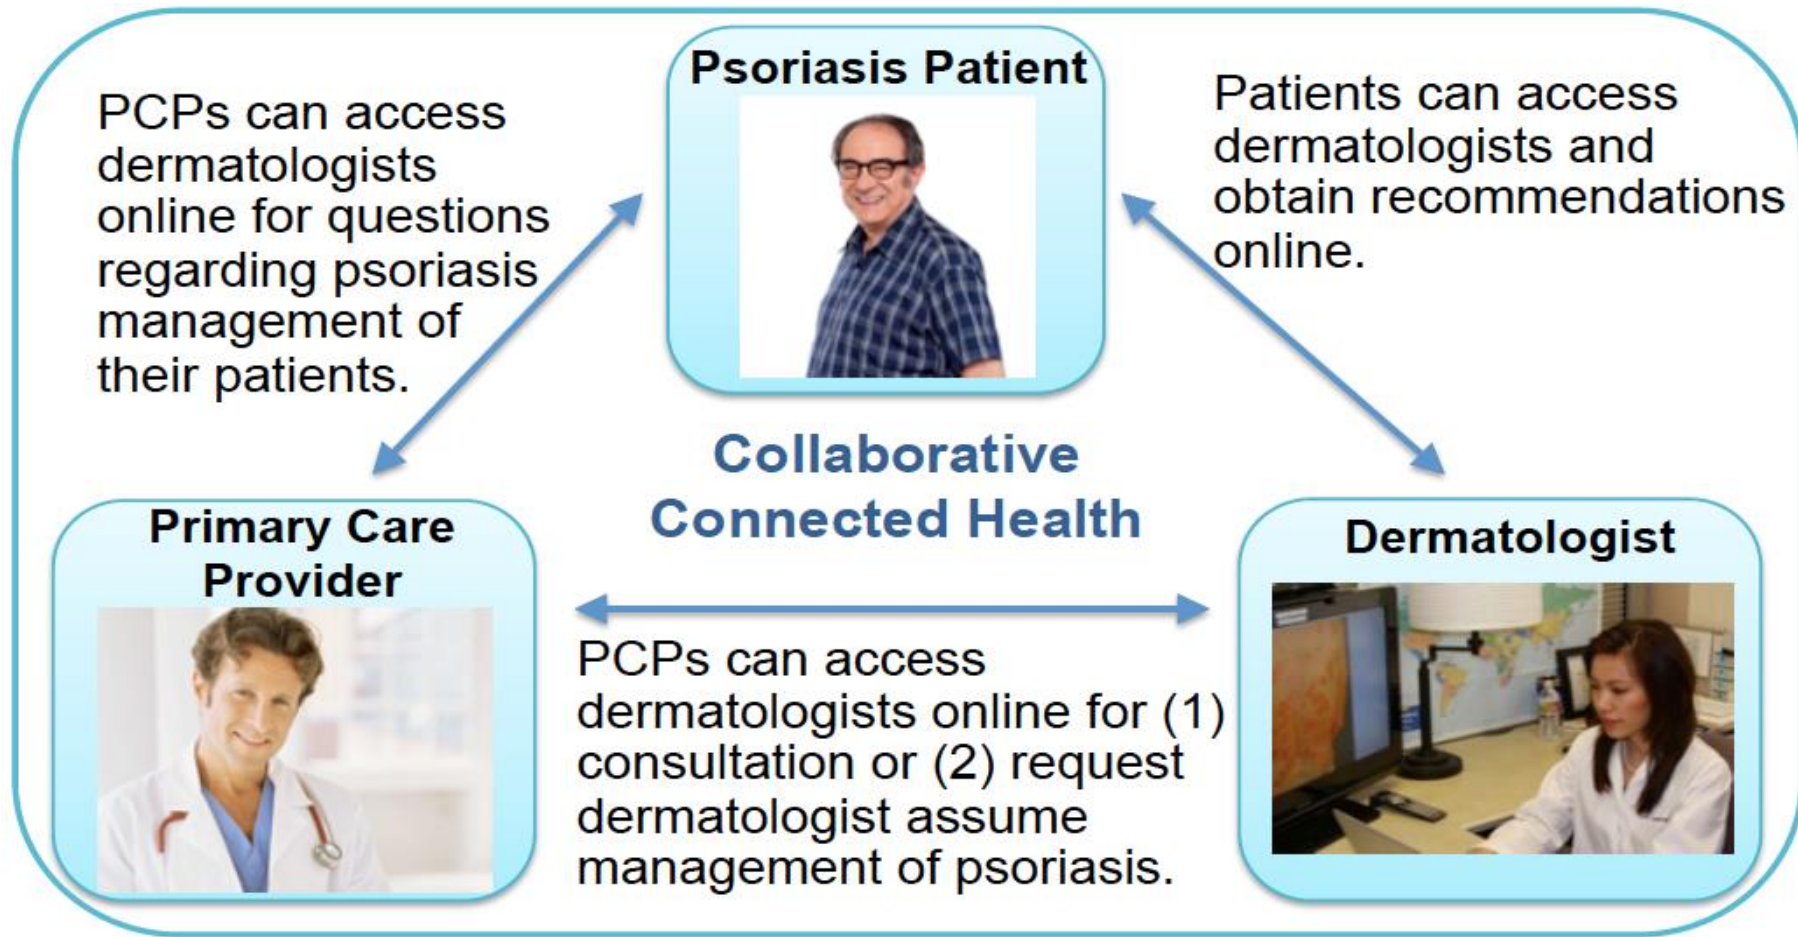 Psoriasis Patient
PCPs can access
dermatologists
online for questions
regarding psoriasis
management of
their patients.
Patients can access
dermatologists and
obtain recommendations
online.
Collaborative
Connected Health
Primary Care
Provider
Dermatologist
PCPs can access
dermatologists online for (1)
consultation or (2) request
dermatologist assume
management of psoriasis.